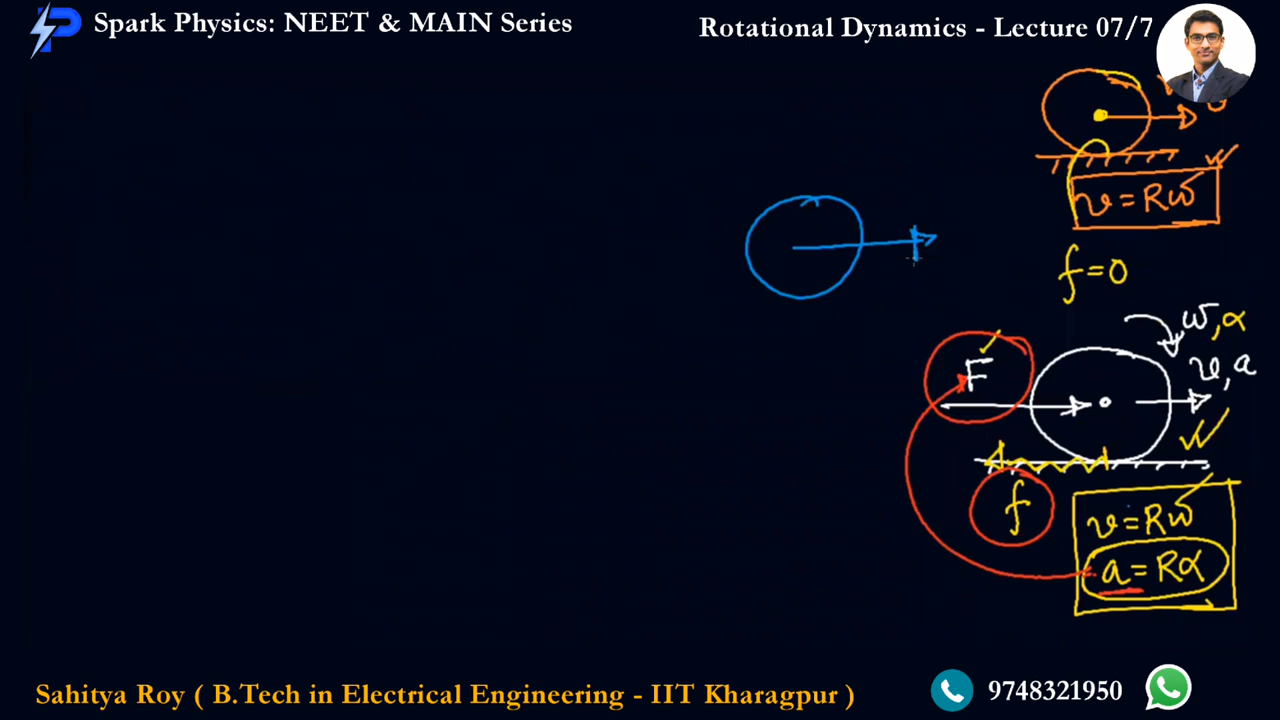 Spark Physics: NEET & MAIN Series
Rotational Dynamics - Lecture 07/7
v = Rω
f = 0
ω, α
F
v, a
f
v = Rω
a = Rα
Sahitya Roy ( B.Tech in Electrical Engineering - IIT Kharagpur )
9748321950